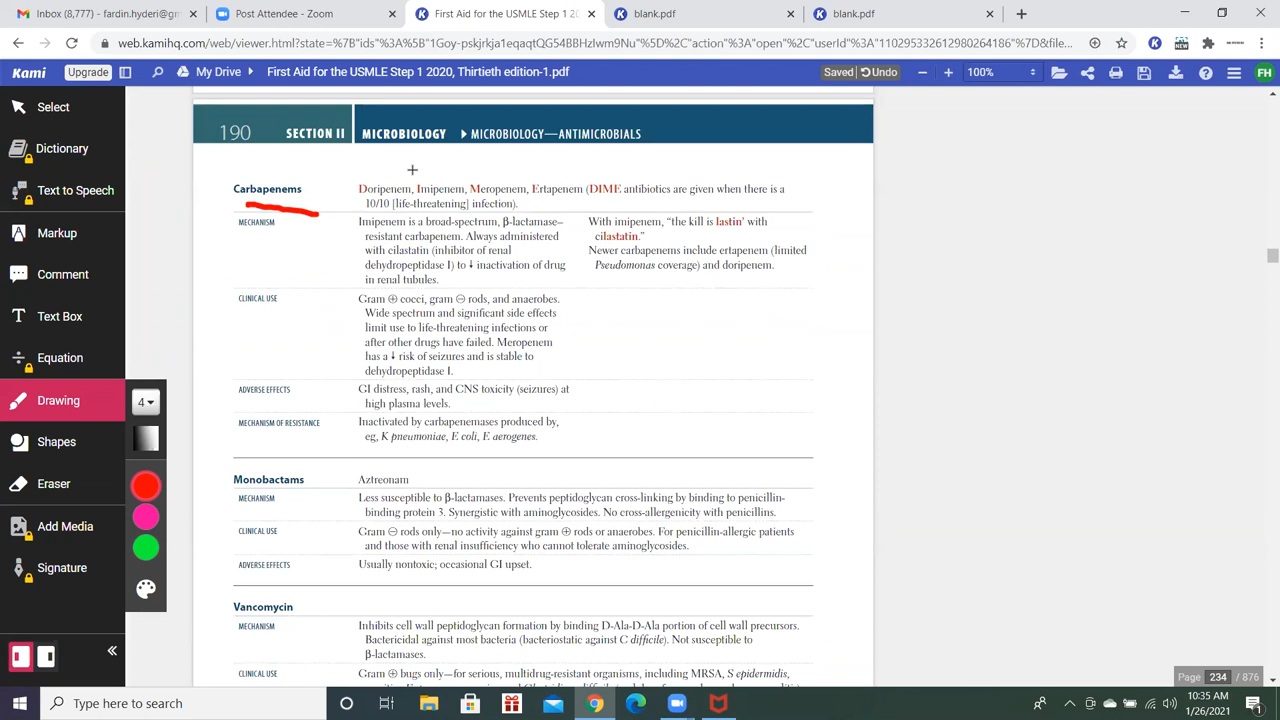 Inbox (8,973) - fardin.hyderi@gm
Post Attendees - Zoom
First Aid for the USMLE Step 1 20
blank.pdf
blank.pdf
web.kamihq.com/web/viewer.html?state=%7B"ids"%3A%5B"1Goy-pskjrkja1eqaqtQG54BBHzlwm9Nu"%5D%2C"action"%3A"open"%2C"userId"%3A"110295332612980264186"%7D&file...
NEW
Kami
Upgrade
My Drive
First Aid for the USMLE Step 1 2020, Thirtieth edition-1.pdf
Saved
Undo
100%
FH
Select
Dictionary
Text to Speech
Markup
Comment
Text Box
Equation
Drawing
Shapes
Eraser
Add Media
Signature
4
190 SECTION II MICROBIOLOGY MICROBIOLOGY—ANTIMICROBIALS
Carbapenems
Doripenem, Imipenem, Meropenem, Ertapenem (DIME antibiotics are given when there is a
10/10 [life-threatening] infection).
MECHANISM
Imipenem is a broad-spectrum, β-lactamase–
resistant carbapenem. Always administered
with cilastatin (inhibitor of renal
dehydropeptidase I) to ↓ inactivation of drug
in renal tubules.
With imipenem, “the kill is lastin’ with
cilastatin.”
Newer carbapenems include ertapenem (limited
Pseudomonas coverage) and doripenem.
CLINICAL USE
Gram ⊕ cocci, gram ⊖ rods, and anaerobes.
Wide spectrum and significant side effects
limit use to life-threatening infections or
after other drugs have failed. Meropenem
has a ↓ risk of seizures and is stable to
dehydropeptidase I.
ADVERSE EFFECTS
GI distress, rash, and CNS toxicity (seizures) at
high plasma levels.
MECHANISM OF RESISTANCE
Inactivated by carbapenemases produced by,
eg, K pneumoniae, E coli, E aerogenes.
Monobactams
Aztreonam
MECHANISM
Less susceptible to β-lactamases. Prevents peptidoglycan cross-linking by binding to penicillin-
binding protein 3. Synergistic with aminoglycosides. No cross-allergenicity with penicillins.
CLINICAL USE
Gram ⊖ rods only—no activity against gram ⊕ rods or anaerobes. For penicillin-allergic patients
and those with renal insufficiency who cannot tolerate aminoglycosides.
ADVERSE EFFECTS
Usually nontoxic; occasional GI upset.
Vancomycin
MECHANISM
Inhibits cell wall peptidoglycan formation by binding D-Ala-D-Ala portion of cell wall precursors.
Bactericidal against most bacteria (bacteriostatic against C difficile). Not susceptible to
β-lactamases.
CLINICAL USE
Gram ⊕ bugs only—for serious, multidrug-resistant organisms, including MRSA, S epidermidis,
Page 234 / 876
Type here to search
10:35 AM
1/26/2021